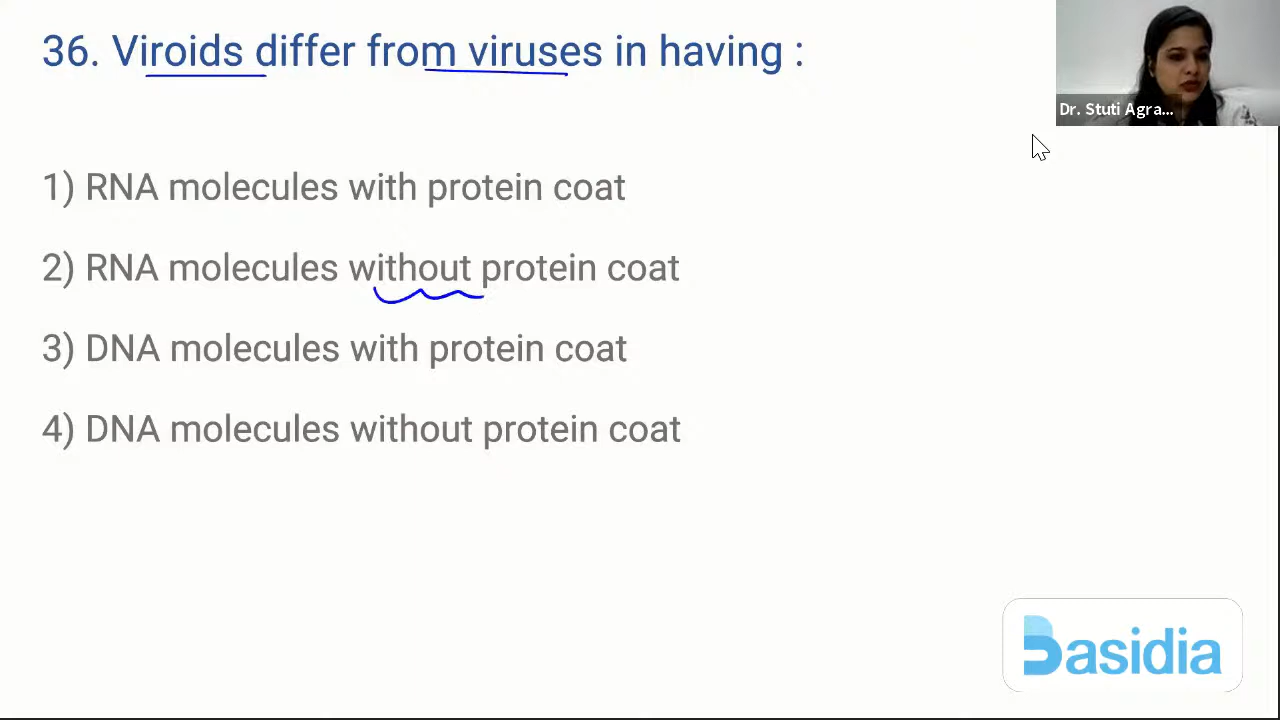 36. Viroids differ from viruses in having :
Dr. Stuti Agra...
1) RNA molecules with protein coat
2) RNA molecules without protein coat
3) DNA molecules with protein coat
4) DNA molecules without protein coat
Basidia